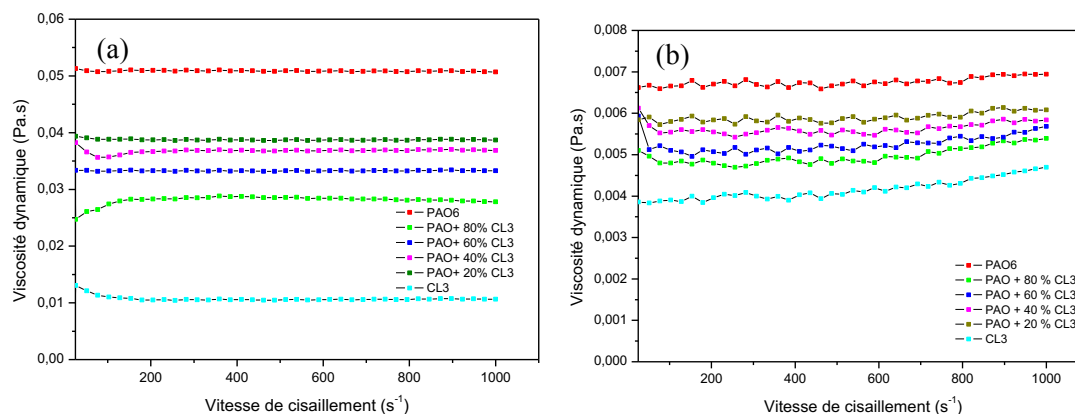 (a)
0,06
0,05
0,04
0,03
0,02
0,01
0,00
Viscosité dynamique (Pa.s)
PAO6
PAO+ 80% CL3
PAO+ 60% CL3
PAO+ 40% CL3
PAO+ 20% CL3
CL3
200
400
600
800
1000
Vitesse de cisaillement (s-1)
(b)
0,008
0,007
0,006
0,005
0,004
0,003
0,002
0,001
0,000
Viscosité dynamique (Pa.s)
PAO6
PAO + 80 % CL3
PAO + 60 % CL3
PAO + 40 % CL3
PAO + 20 % CL3
CL3
200
400
600
800
1000
Vitesse de cisaillement (s-1)